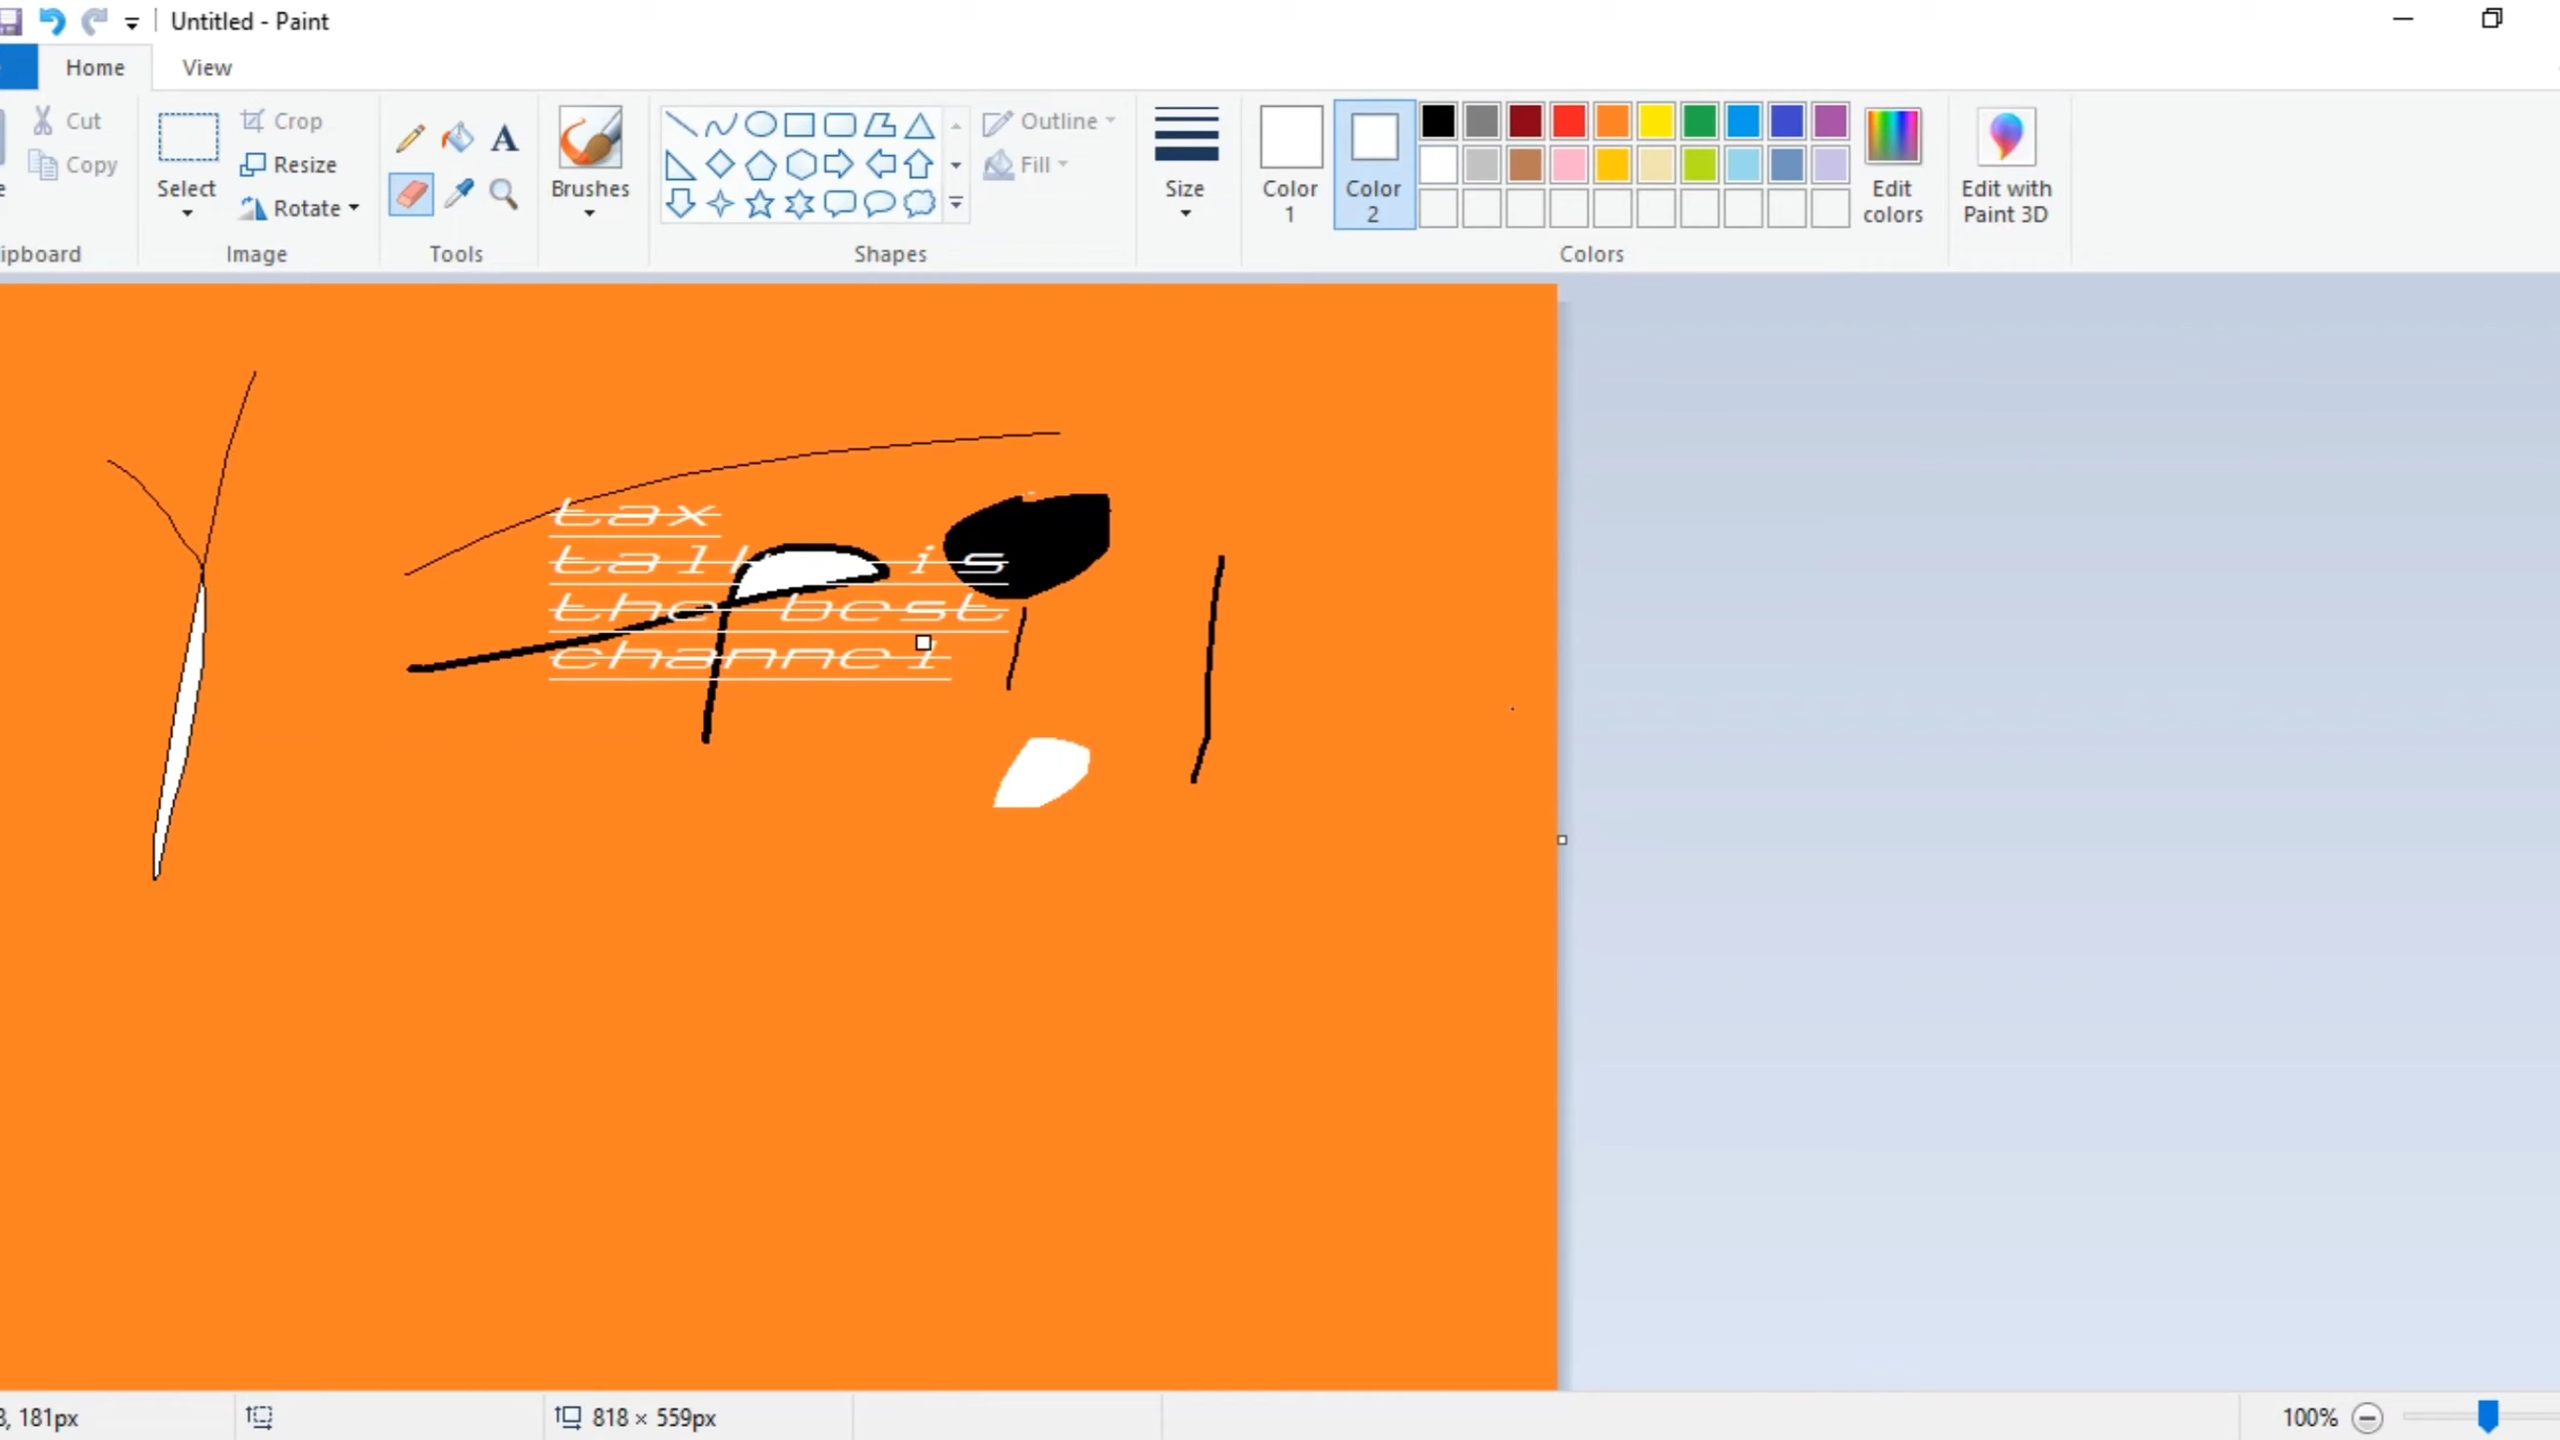 Untitled - Paint
Home View
Cut
Copy
Select
Crop
Resize
Rotate
Brushes
Outline
Fill
Size
Color 1
Color 2
Edit colors
Edit with Paint 3D
Image
Tools
Shapes
Colors
tax
talk is
the best
channel
181px
818 × 559px
100%